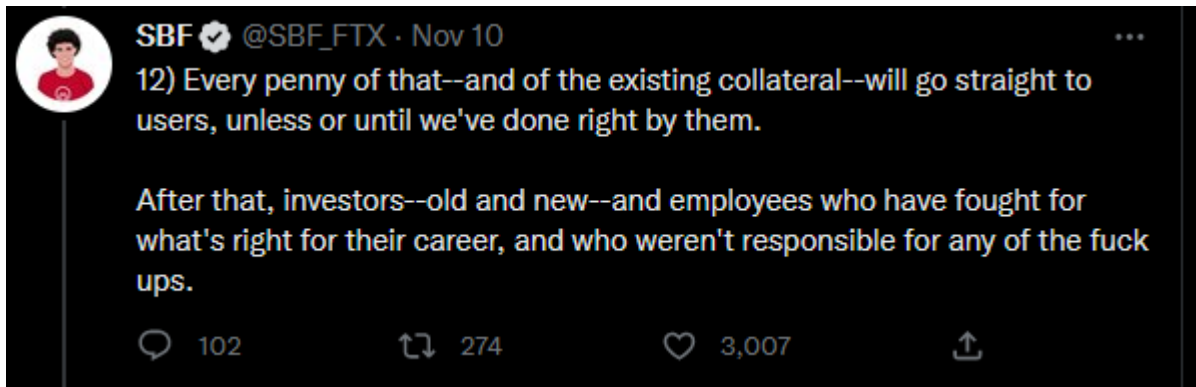 SBF @SBF_FTX · Nov 10
12) Every penny of that--and of the existing collateral--will go straight to
users, unless or until we've done right by them.
After that, investors--old and new--and employees who have fought for
what's right for their career, and who weren't responsible for any of the fuck
ups.
102 274 3,007